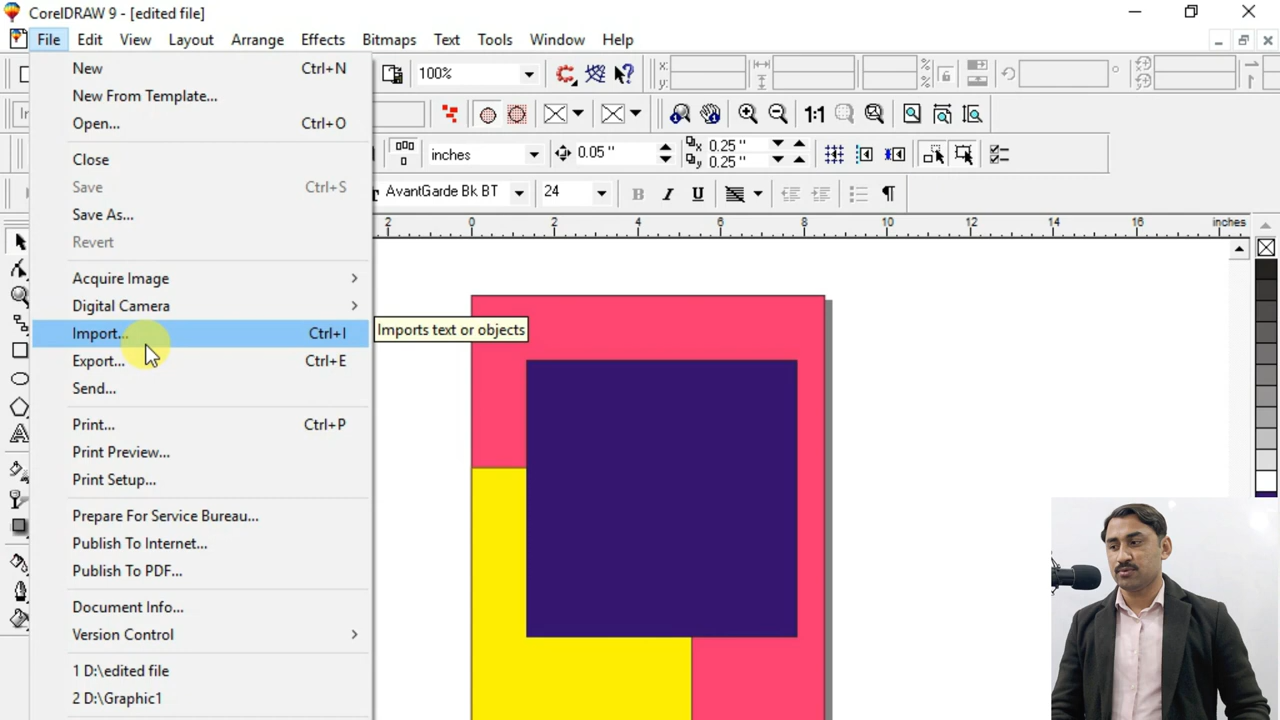 CorelDRAW 9 - [edited file]
File Edit View Layout Arrange Effects Bitmaps Text Tools Window Help
New Ctrl+N
New From Template...
Open... Ctrl+O
Close
Save Ctrl+S
Save As...
Revert
Acquire Image
Digital Camera
Import... Ctrl+I
Imports text or objects
Export... Ctrl+E
Send...
Print... Ctrl+P
Print Preview...
Print Setup...
Prepare For Service Bureau...
Publish To Internet...
Publish To PDF...
Document Info...
Version Control
1 D:\edited file
2 D:\Graphic1
100%
x:
y:
%
%
°
1:1
inches
0.05 "
x 0.25 "
y 0.25 "
AvantGarde Bk BT 24 B I U
2 0 2 4 6 8 10 12 14 16 inches